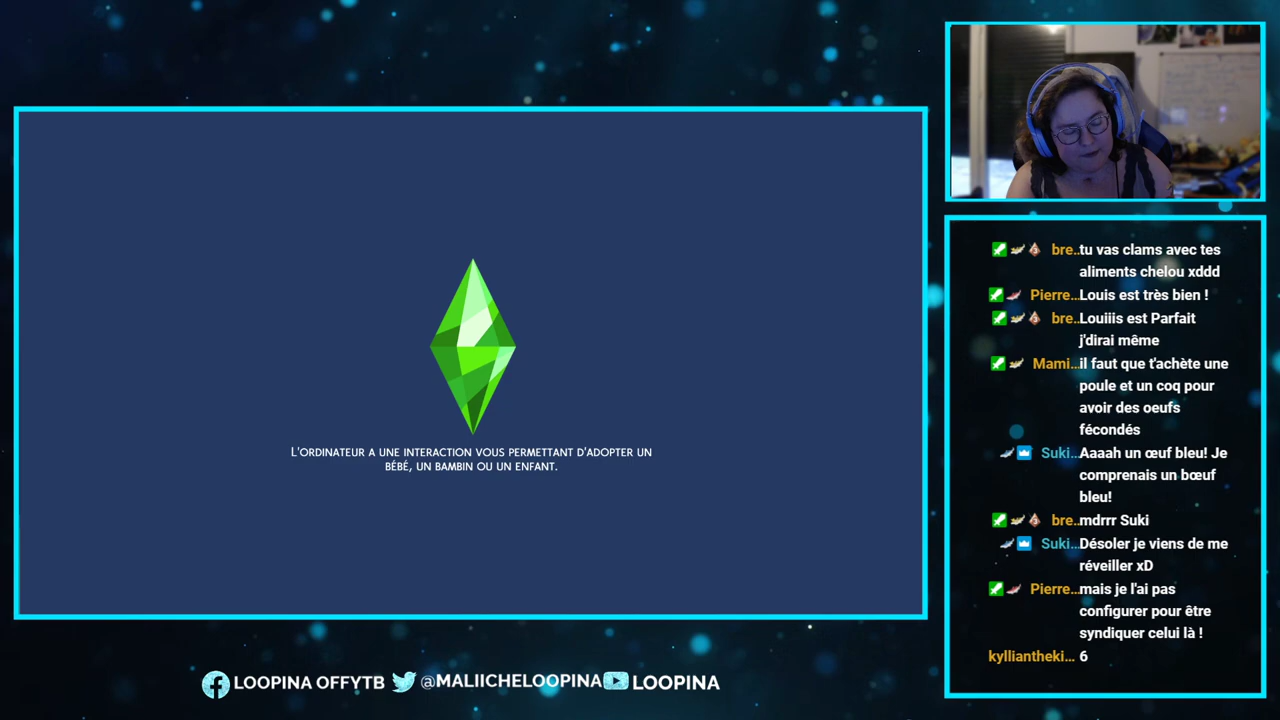 L'ORDINATEUR A UNE INTERACTION VOUS PERMETTANT D'ADOPTER UN
BÉBÉ, UN BAMBIN OU UN ENFANT.
bre.. tu vas clams avec tes
aliments chelou xddd
Pierre... Louis est très bien !
bre.. Louiiis est Parfait
j'dirai même
Mami... il faut que t'achète une
poule et un coq pour
avoir des oeufs
fécondés
Suki... Aaaah un œuf bleu! Je
comprenais un bœuf
bleu!
bre.. mdrrr Suki
Suki... Désoler je viens de me
réveiller xD
Pierre... mais je l'ai pas
configurer pour être
syndiquer celui là !
kylliantheki... 6
LOOPINA OFFYTB @MALIICHELOOPINA LOOPINA